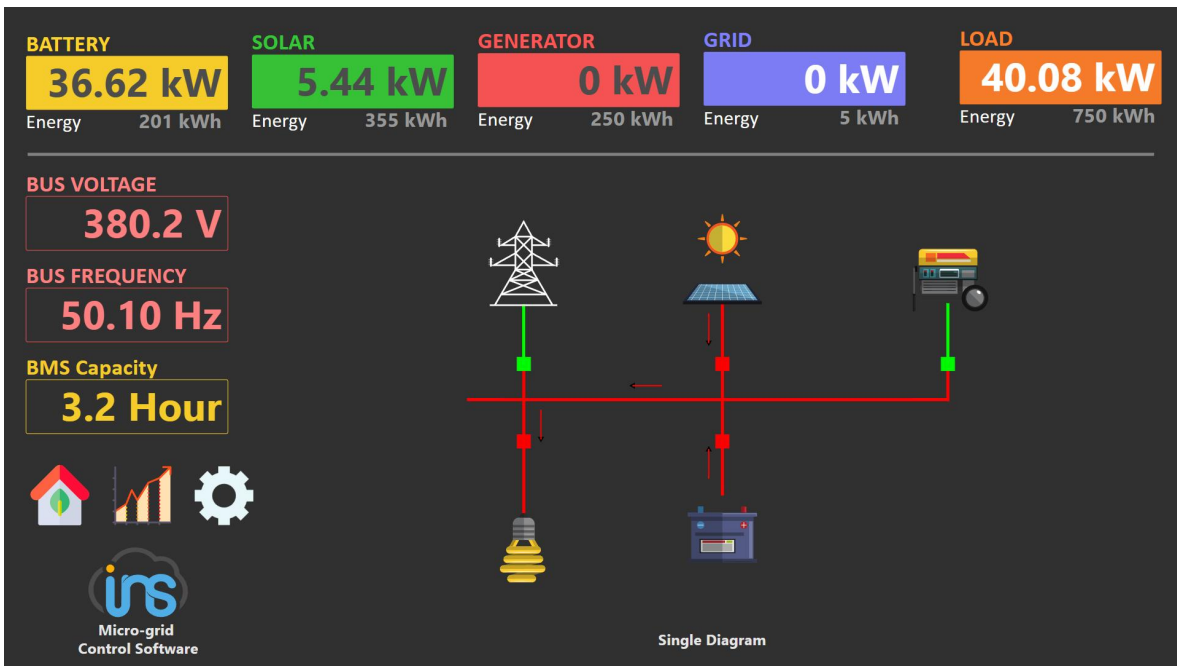 BATTERY
36.62 kW
Energy 201 kWh
SOLAR
5.44 kW
Energy 355 kWh
GENERATOR
0 kW
Energy 250 kWh
GRID
0 kW
Energy 5 kWh
LOAD
40.08 kW
Energy 750 kWh
BUS VOLTAGE
380.2 V
BUS FREQUENCY
50.10 Hz
BMS Capacity
3.2 Hour
ins
Micro-grid
Control Software
Single Diagram